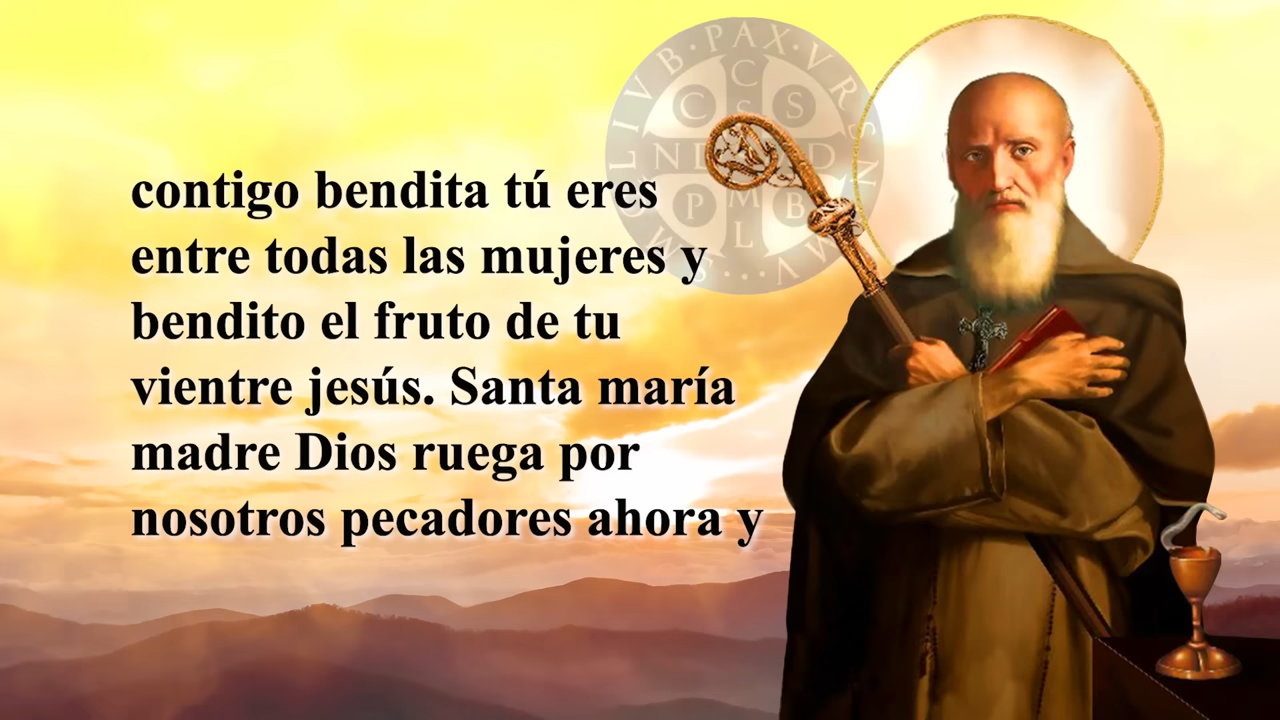 contigo bendita tú eres
entre todas las mujeres y
bendito el fruto de tu
vientre jesús. Santa maría
madre Dios ruega por
nosotros pecadores ahora y
PAX
C S
N D
P B
M
L